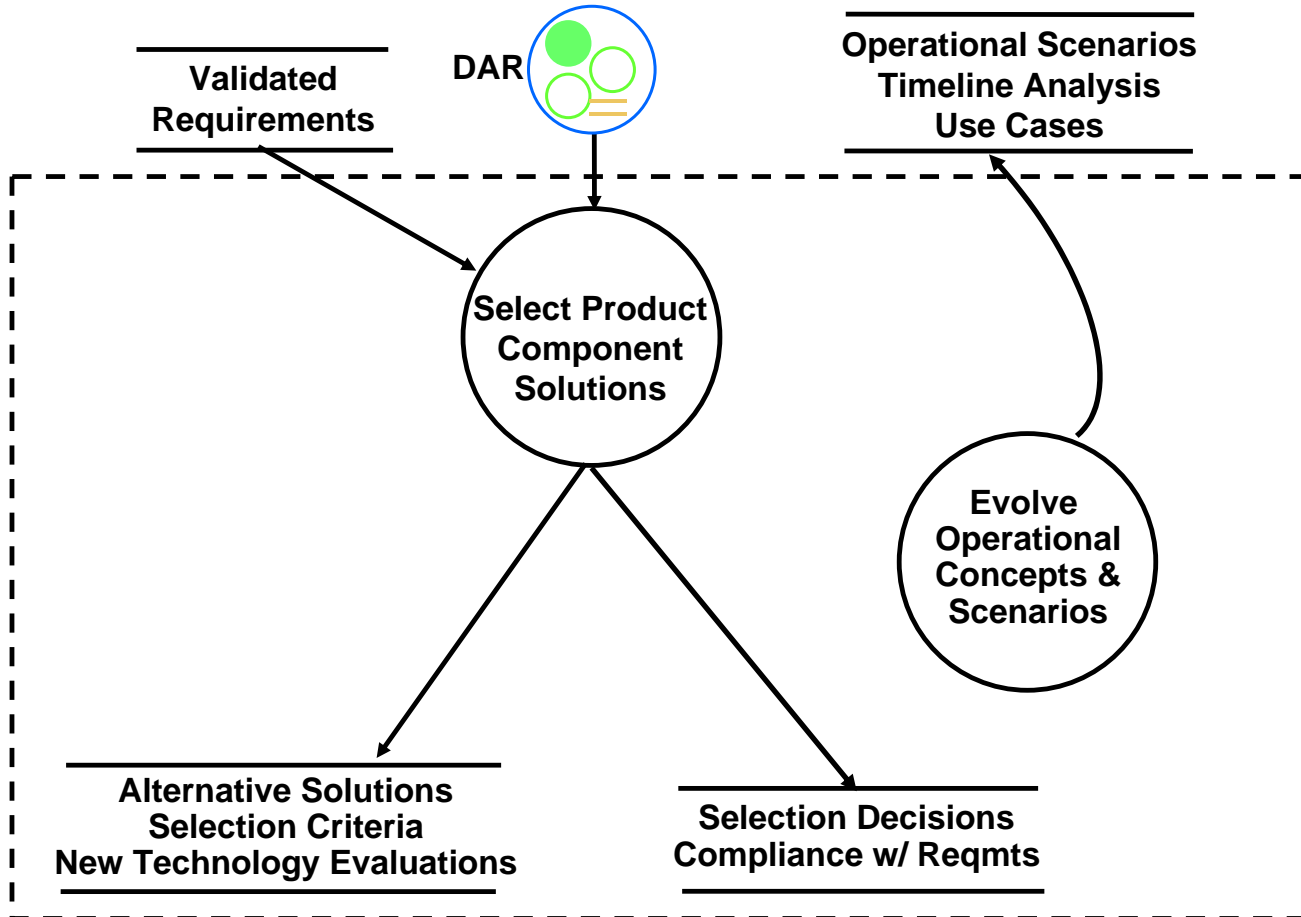 Validated
Requirements
DAR
Operational Scenarios
Timeline Analysis
Use Cases
Select Product
Component
Solutions
Evolve
Operational
Concepts &
Scenarios
Alternative Solutions
Selection Criteria
New Technology Evaluations
Selection Decisions
Compliance w/ Reqmts